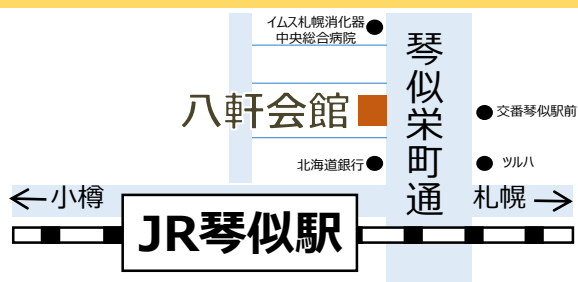 イムス札幌消化器
中央総合病院
琴似栄町通
八軒会館
交番琴似駅前
北海道銀行
ツルハ
小樽
札幌
JR琴似駅